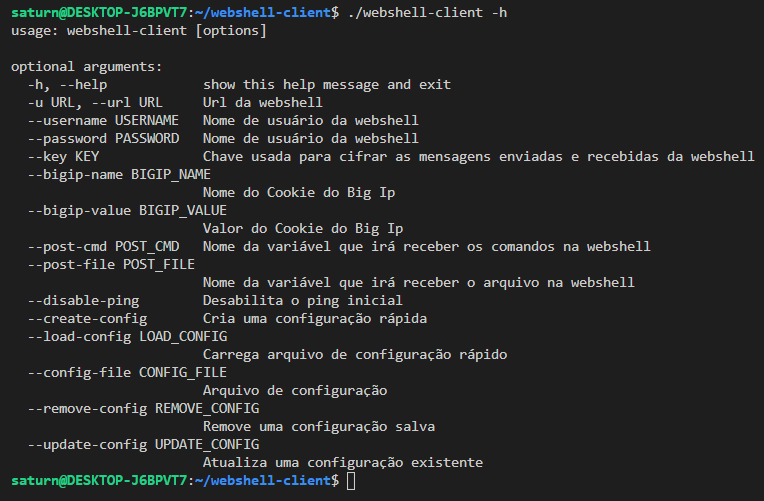 saturn@DESKTOP-J6BPVT7:~/webshell-client$ ./webshell-client -h
usage: webshell-client [options]
optional arguments:
-h, --help show this help message and exit
-u URL, --url URL Url da webshell
--username USERNAME Nome de usuário da webshell
--password PASSWORD Nome de usuário da webshell
--key KEY Chave usada para cifrar as mensagens enviadas e recebidas da webshell
--bigip-name BIGIP_NAME
Nome do Cookie do Big Ip
--bigip-value BIGIP_VALUE
Valor do Cookie do Big Ip
--post-cmd POST_CMD Nome da variável que irá receber os comandos na webshell
--post-file POST_FILE
Nome da variável que irá receber o arquivo na webshell
--disable-ping Desabilita o ping inicial
--create-config Cria uma configuração rápida
--load-config LOAD_CONFIG
Carrega arquivo de configuração rápido
--config-file CONFIG_FILE
Arquivo de configuração
--remove-config REMOVE_CONFIG
Remove uma configuração salva
--update-config UPDATE_CONFIG
Atualiza uma configuração existente
saturn@DESKTOP-J6BPVT7:~/webshell-client$